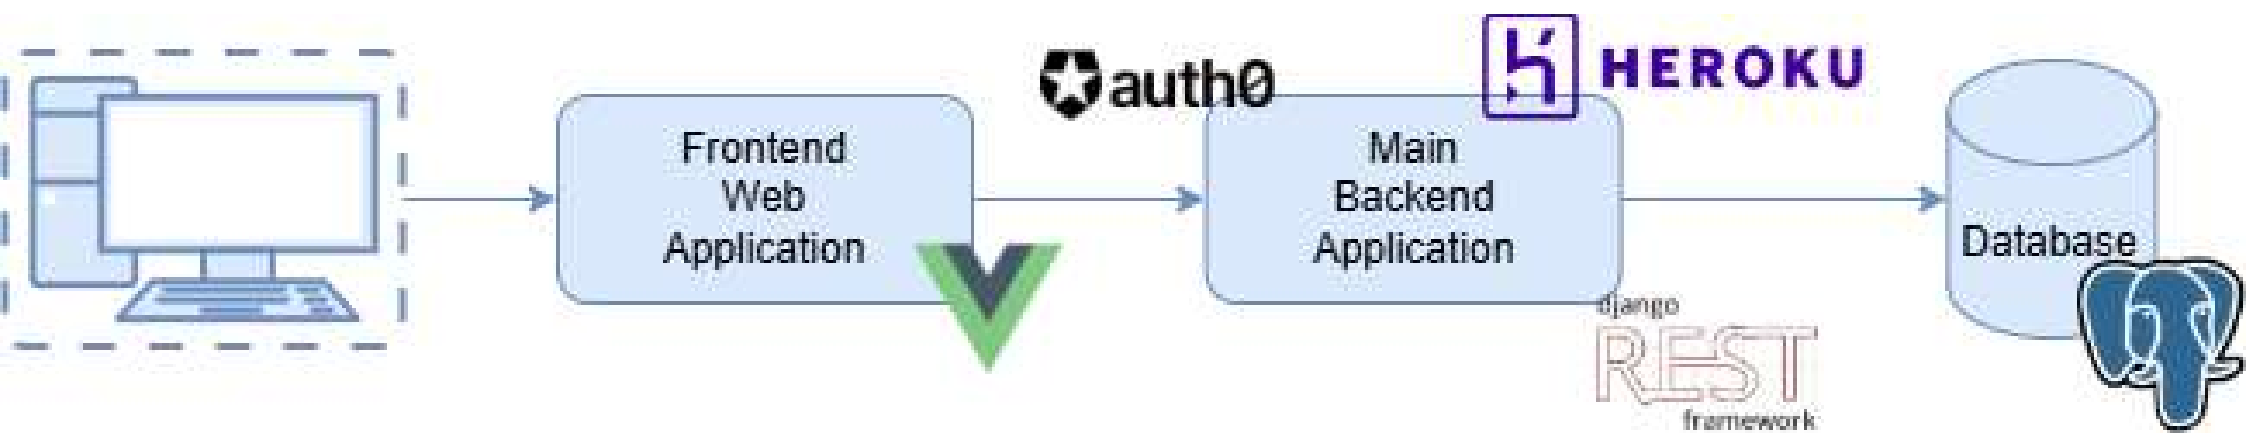 Frontend
Web
Application
auth0
HEROKU
Main
Backend
Application
django
REST
framework
Database